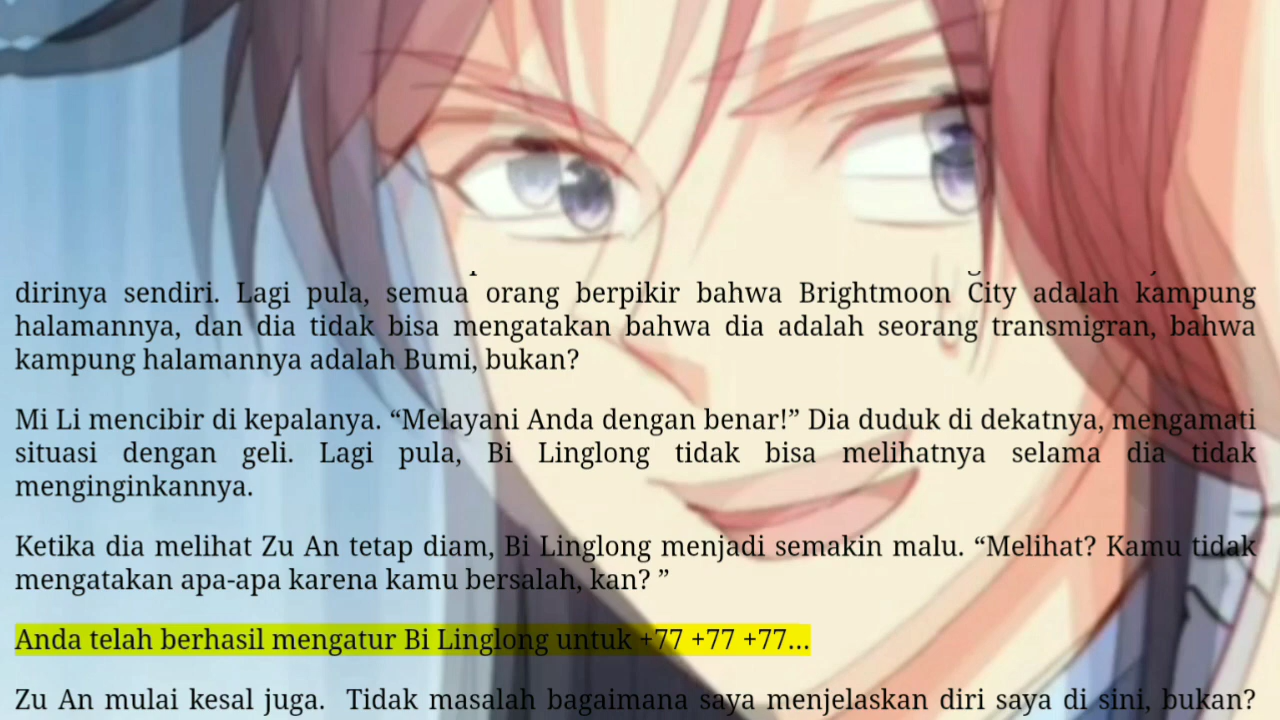 dirinya sendiri. Lagi pula, semua orang berpikir bahwa Brightmoon City adalah kampung
halamannya, dan dia tidak bisa mengatakan bahwa dia adalah seorang transmigran, bahwa
kampung halamannya adalah Bumi, bukan?
Mi Li mencibir di kepalanya. “Melayani Anda dengan benar!” Dia duduk di dekatnya, mengamati
situasi dengan geli. Lagi pula, Bi Linglong tidak bisa melihatnya selama dia tidak
menginginkannya.
Ketika dia melihat Zu An tetap diam, Bi Linglong menjadi semakin malu. “Melihat? Kamu tidak
mengatakan apa-apa karena kamu bersalah, kan? ”
Anda telah berhasil mengatur Bi Linglong untuk +77 +77 +77...
Zu An mulai kesal juga.  Tidak masalah bagaimana saya menjelaskan diri saya di sini, bukan?